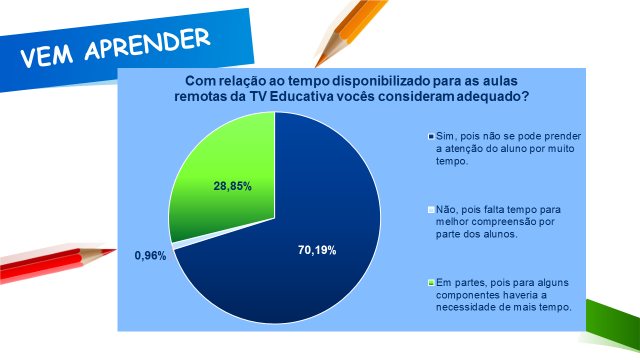 VEM APRENDER
Com relação ao tempo disponibilizado para as aulas
remotas da TV Educativa vocês consideram adequado?
28,85%
70,19%
0,96%
Sim, pois não se pode prender
a atenção do aluno por muito
tempo.
Não, pois falta tempo para
melhor compreensão por
parte dos alunos.
Em partes, pois para alguns
componentes haveria a
necessidade de mais tempo.